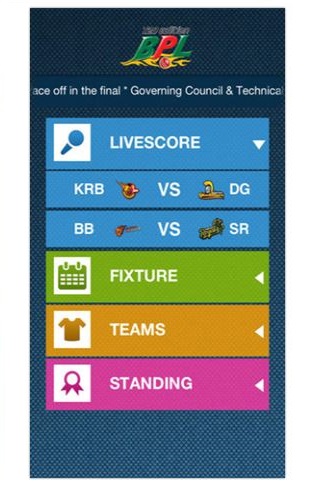 BPL
ace off in the final * Governing Council & Technical
LIVESCORE
KRB VS DG
BB VS SR
FIXTURE
TEAMS
STANDING